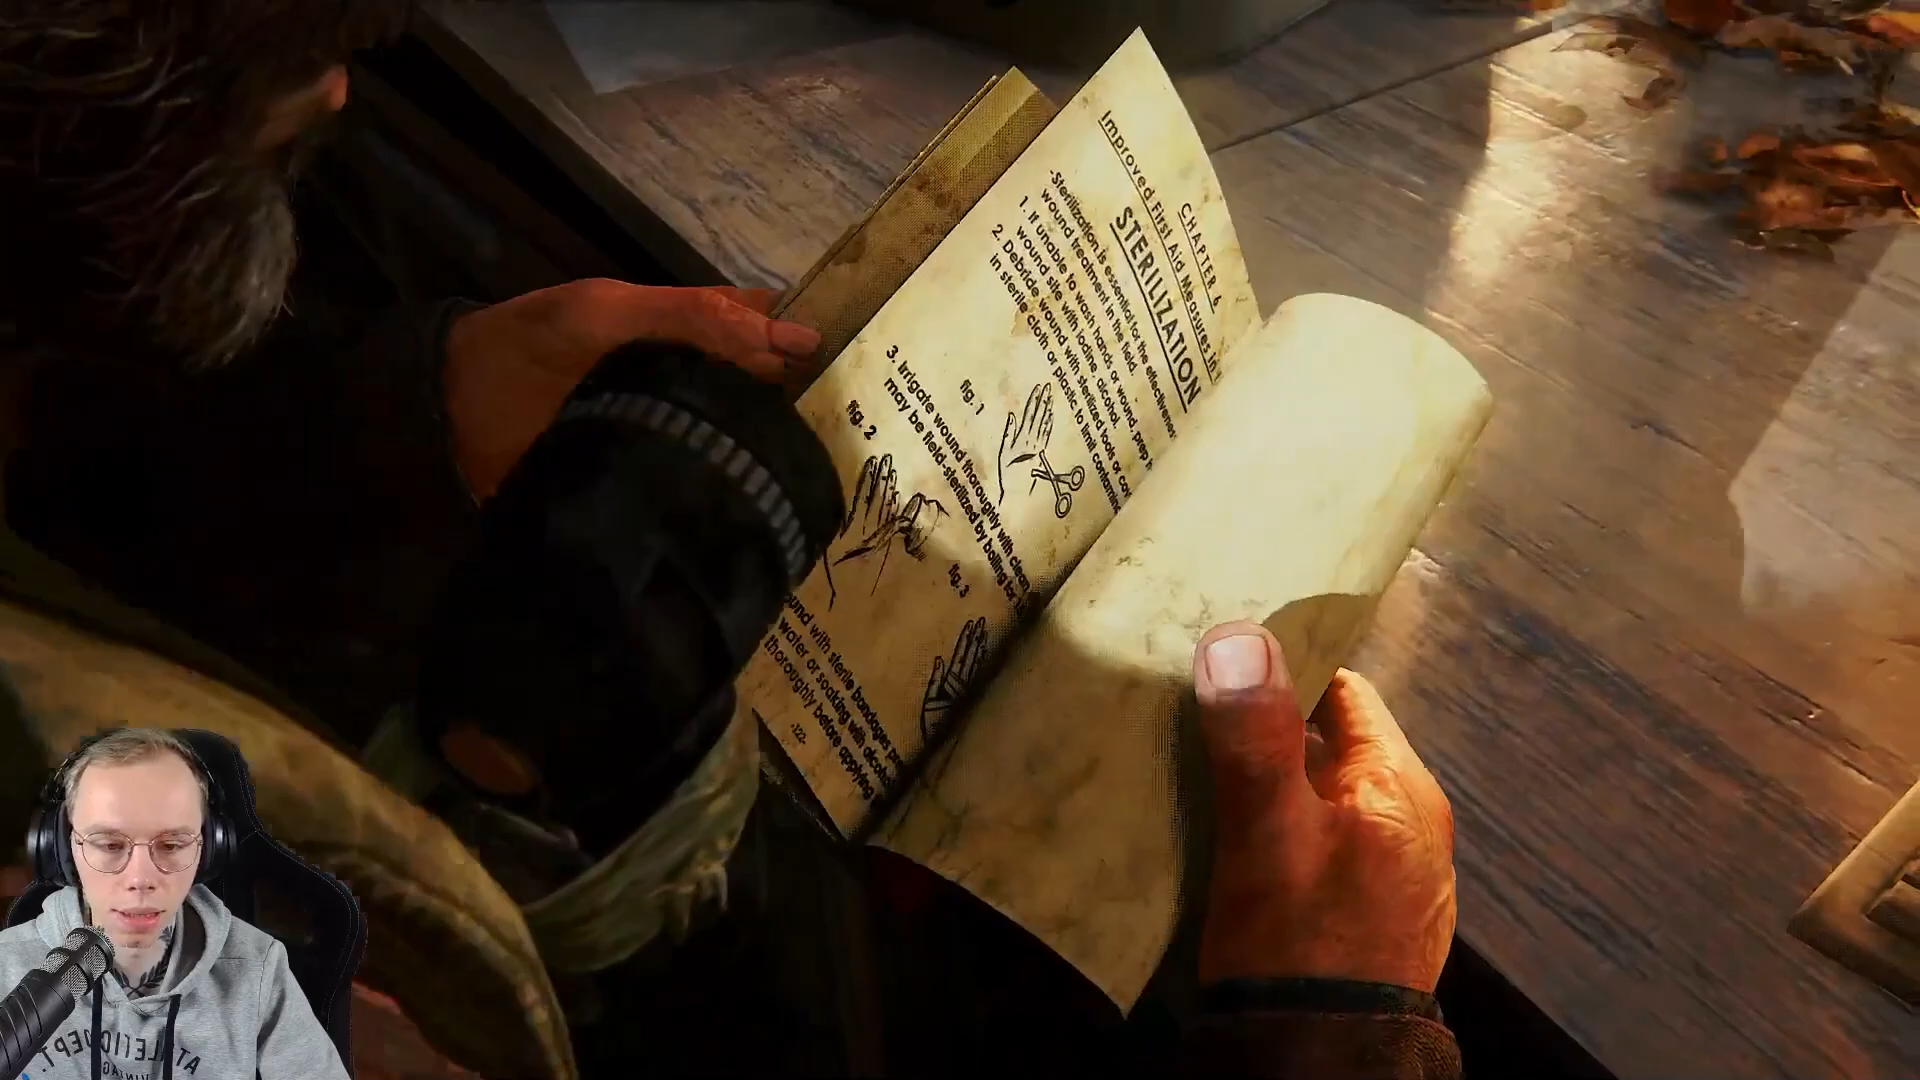 CHAPTER 6
Improved First Aid Measures in
STERILIZATION
-Sterilization is essential for the effectiveness
wound treatment in the field.
1. If unable to wash hands or wound, prep
wound site with iodine, alcohol.
2. Debride wound with sterilized tools or
in sterile cloth or plastic to limit
fig. 1
3. Irrigate wound thoroughly with clean
may be field-sterilized by boiling for
fig. 2
fig. 3
with sterile bandages
water or soaking with
thoroughly before applying
-122-
ATHLETIC DEPT.
VINTAG